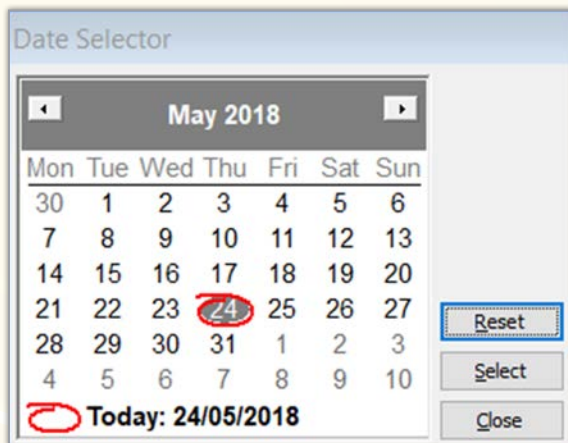 Date Selector
May 2018
Mon Tue Wed Thu Fri Sat Sun
30 1 2 3 4 5 6
7 8 9 10 11 12 13
14 15 16 17 18 19 20
21 22 23 24 25 26 27
28 29 30 31 1 2 3
4 5 6 7 8 9 10
Today: 24/05/2018
Reset
Select
Close